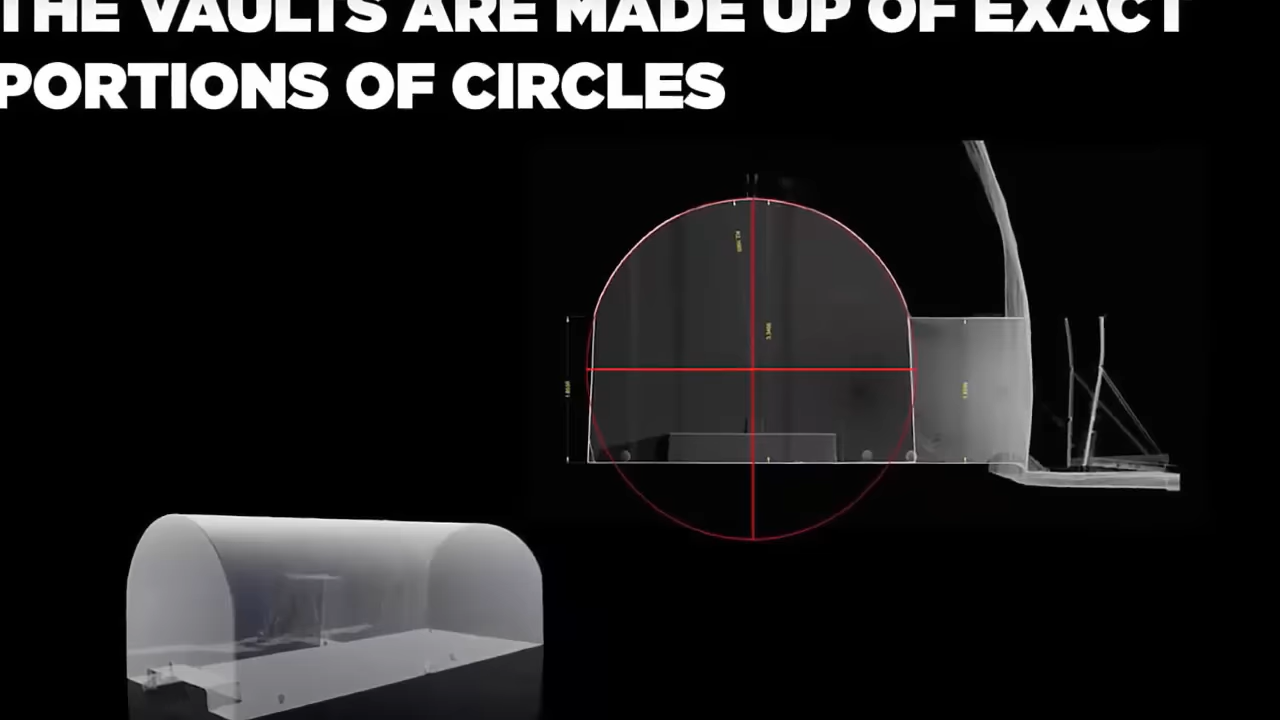 THE VAULTS ARE MADE UP OF EXACT
PORTIONS OF CIRCLES